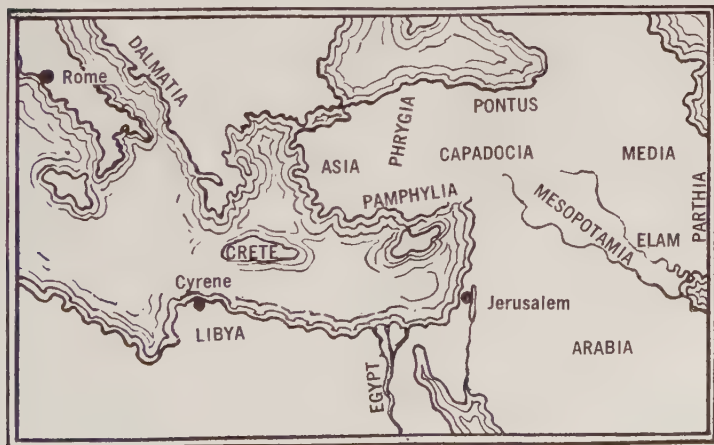 Rome
DALMATIA
PONTUS
PHRYGIA
ASIA
CAPADOCIA
MEDIA
PAMPHYLIA
MESOPOTAMIA
PARTHIA
ELAM
CRETE
Cyrene
LIBYA
Jerusalem
ARABIA
EGYPT